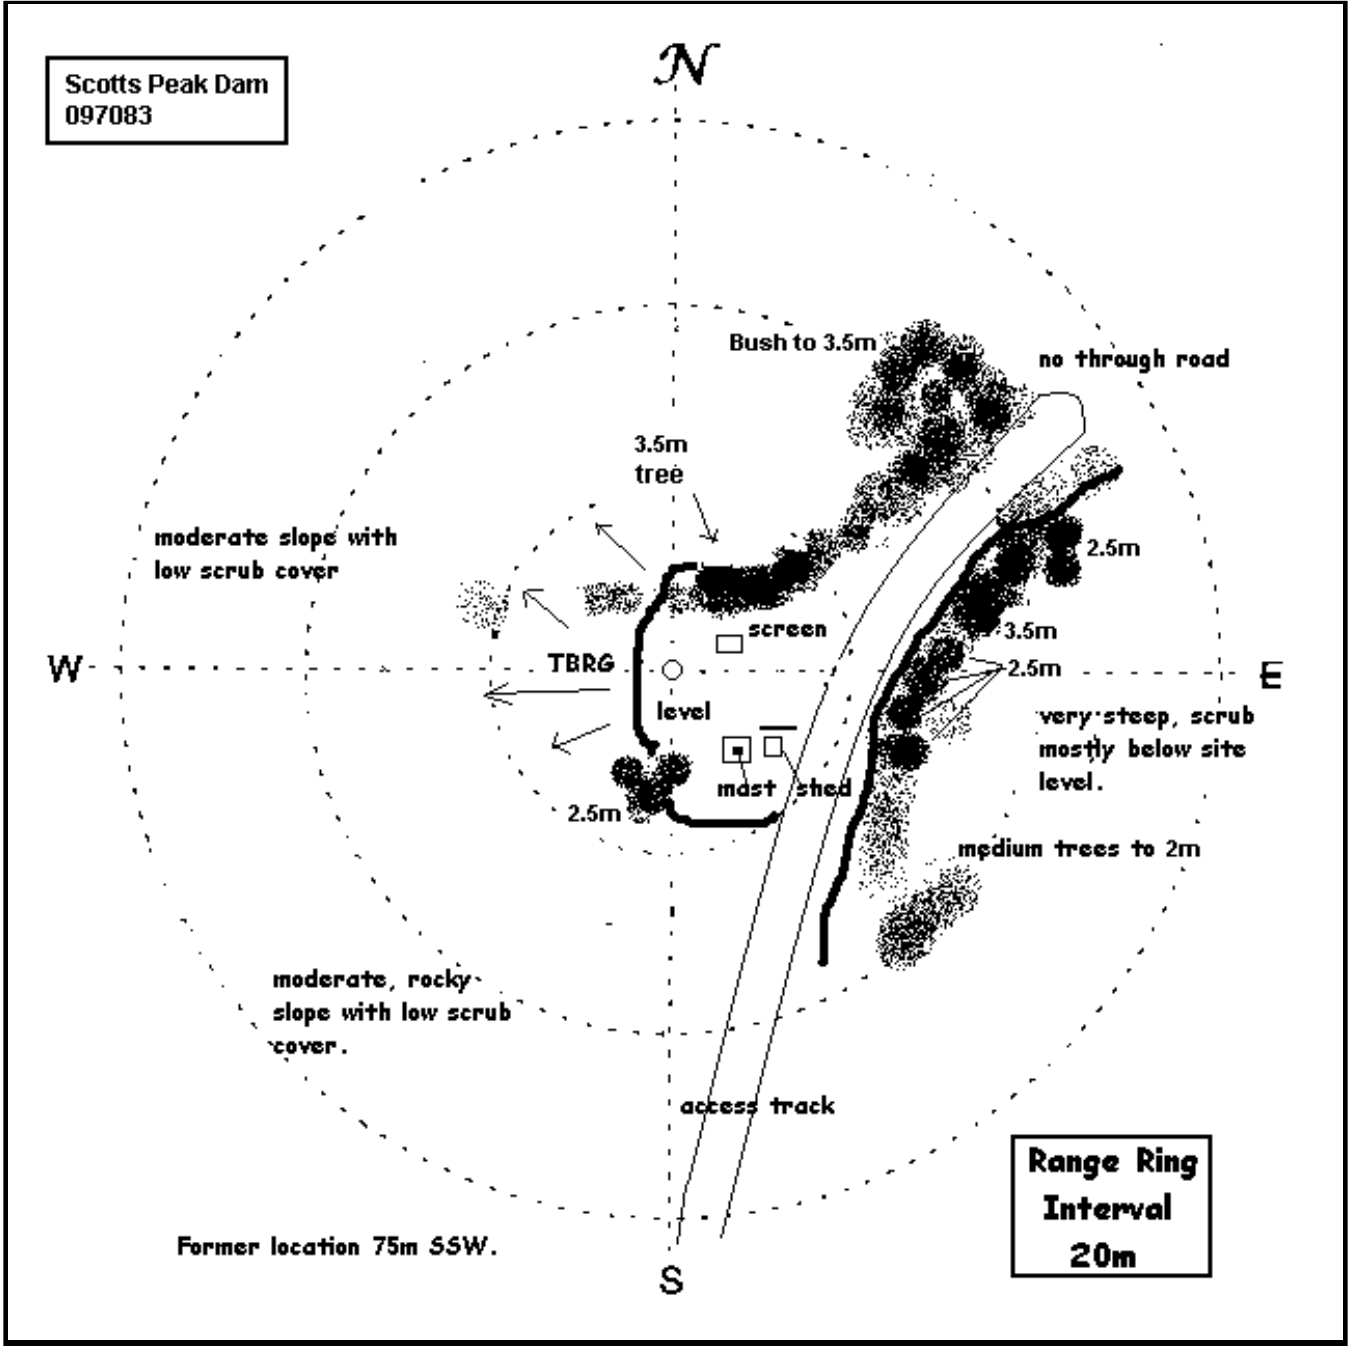 N
Scotts Peak Dam
097083
Bush to 3.5m
no through road
3.5m
tree
moderate slope with
low scrub cover
2.5m
screen
3.5m
W
TBRG
2.5m
E
level
very steep, scrub
mostly below site
level.
mast
shed
2.5m
medium trees to 2m
moderate, rocky
slope with low scrub
cover.
access track
Range Ring
Interval
20m
Former location 75m SSW.
S